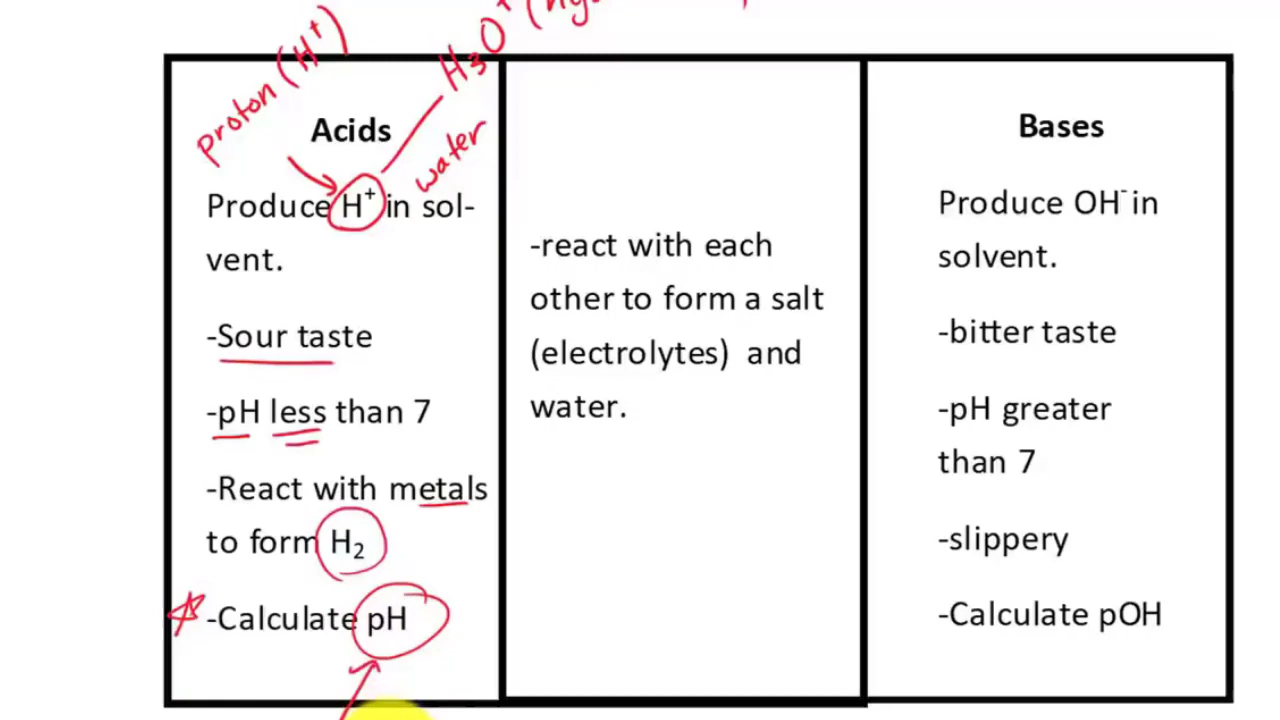 proton (H⁺)
H₃O⁺
water
Acids
Produce H⁺ in sol-
vent.
-Sour taste
-pH less than 7
-React with metals
to form H₂
-Calculate pH
-react with each
other to form a salt
(electrolytes) and
water.
Bases
Produce OH⁻ in
solvent.
-bitter taste
-pH greater
than 7
-slippery
-Calculate pOH